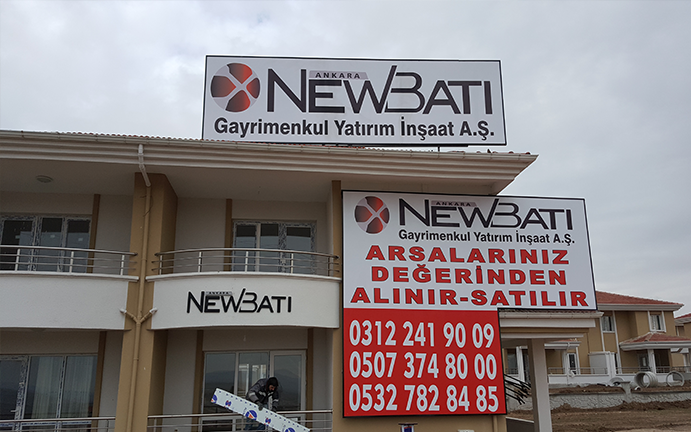 ANKARA
NEWBATI
Gayrimenkul Yatırım İnşaat A.Ş.
ANKARA
NEWBATI
Gayrimenkul Yatırım İnşaat A.Ş.
ARSALARINIZ
DEĞERİNDEN
ALINIR-SATILIR
0312 241 90 09
0507 374 80 00
0532 782 84 85
ANKARA
NEWBATI